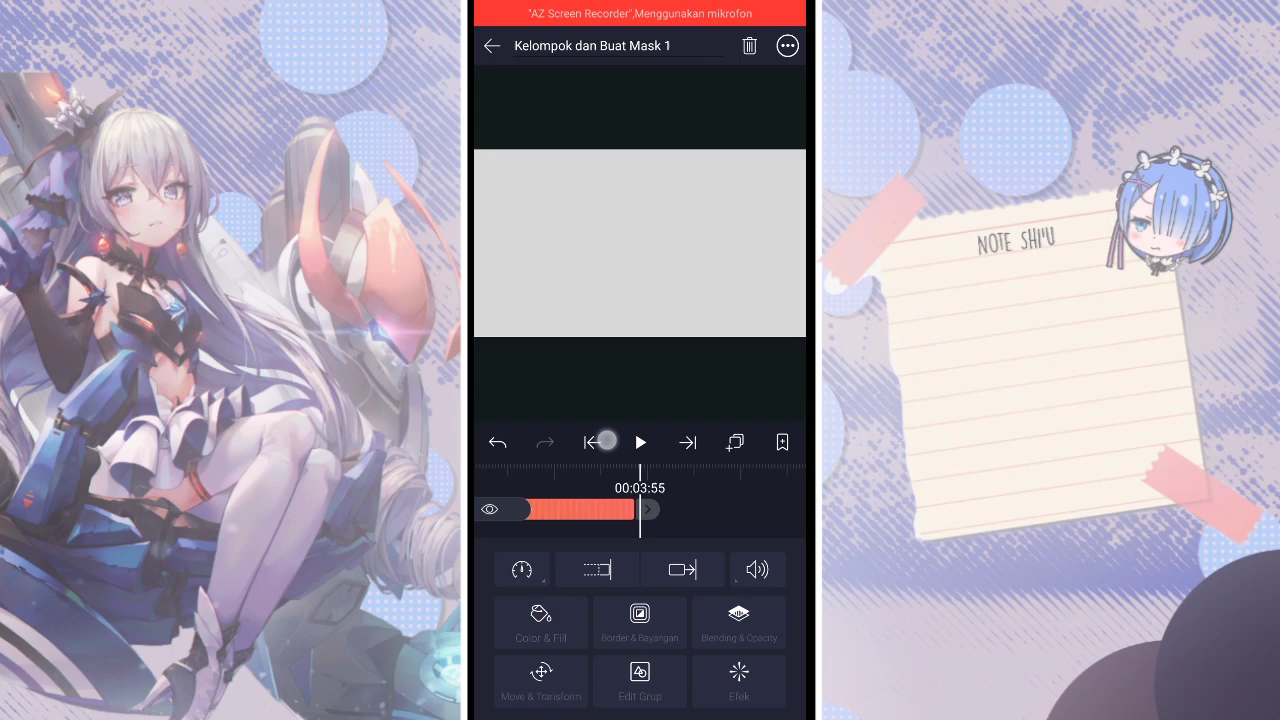 "AZ Screen Recorder",Menggunakan mikrofon
Kelompok dan Buat Mask 1
NOTE SHI'U
00:03:55
Color & Fill
Border & Bayangan
Blending & Opacity
Move & Transform
Edit Grup
Efek